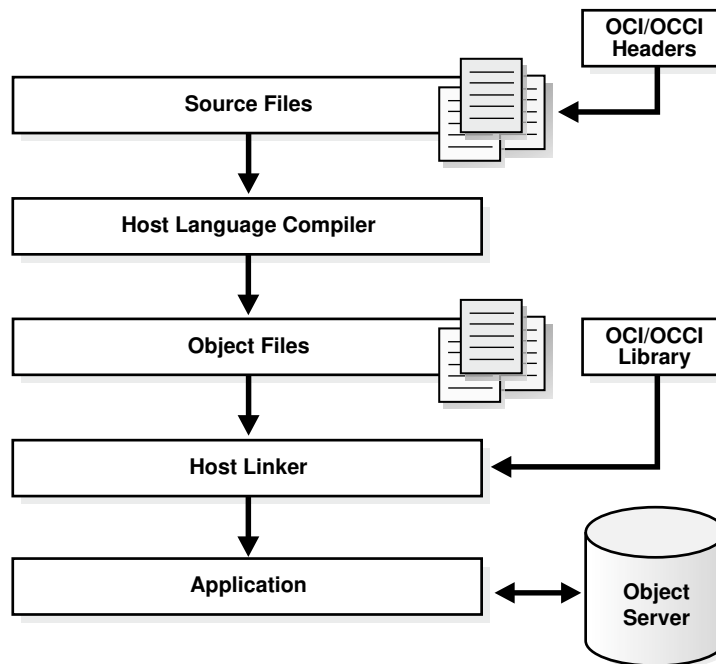 OCI/OCCI
Headers
Source Files
Host Language Compiler
Object Files
OCI/OCCI
Library
Host Linker
Application
Object
Server